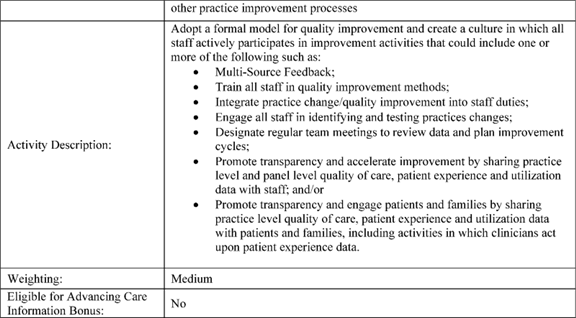 other practice improvement processes
Activity Description:
Adopt a formal model for quality improvement and create a culture in which all
staff actively participates in improvement activities that could include one or
more of the following such as:
• Multi-Source Feedback;
• Train all staff in quality improvement methods;
• Integrate practice change/quality improvement into staff duties;
• Engage all staff in identifying and testing practices changes;
• Designate regular team meetings to review data and plan improvement
cycles;
• Promote transparency and accelerate improvement by sharing practice
level and panel level quality of care, patient experience and utilization
data with staff; and/or
• Promote transparency and engage patients and families by sharing
practice level quality of care, patient experience and utilization data
with patients and families, including activities in which clinicians act
upon patient experience data.
Weighting:
Medium
Eligible for Advancing Care
Information Bonus:
No